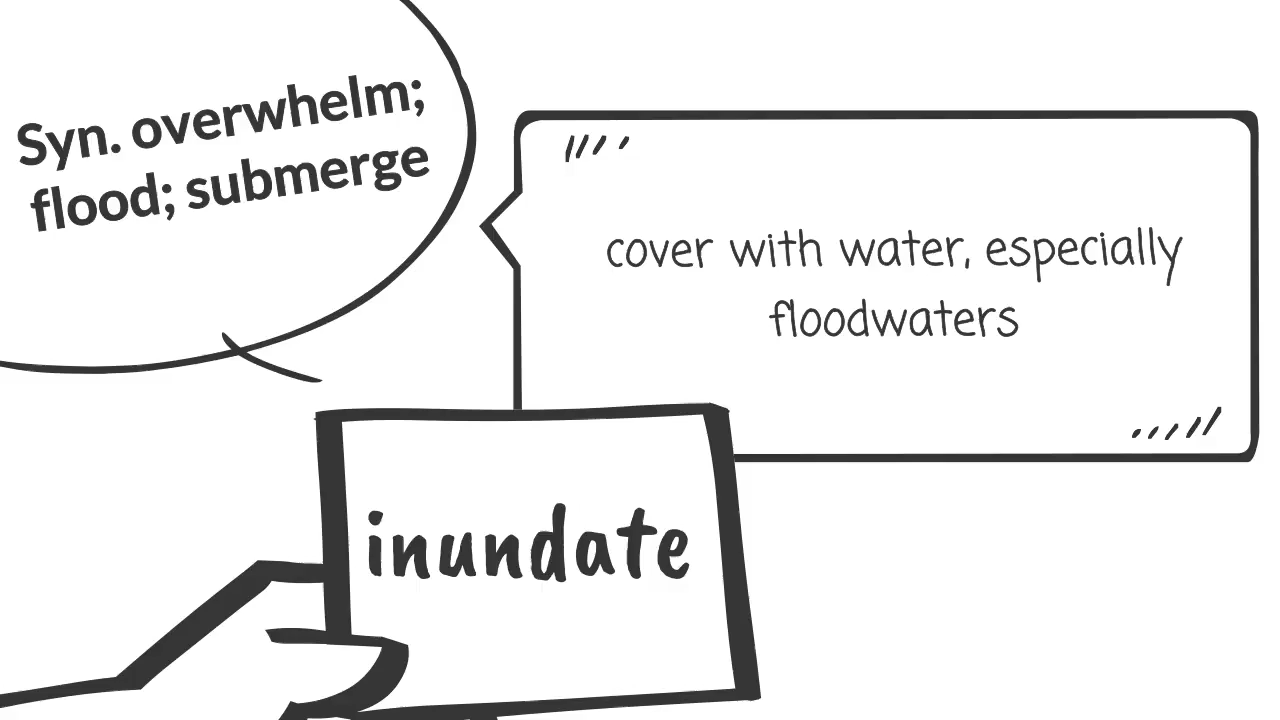 Syn. overwhelm;
flood; submerge
cover with water, especially
floodwaters
inundate